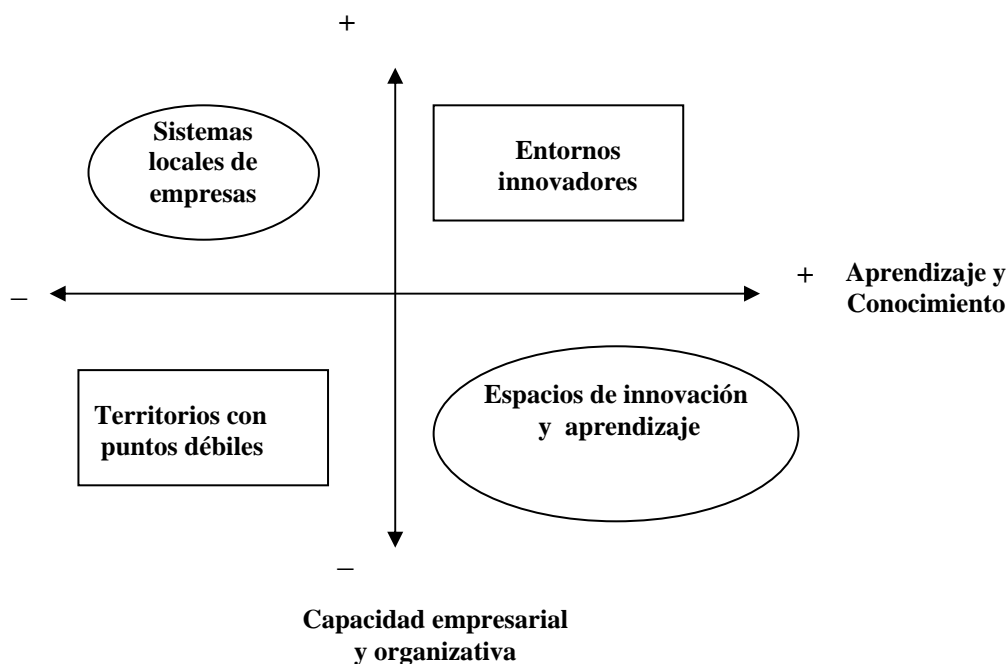 +
Sistemas
locales de
empresas
Entornos
innovadores
–
+
Aprendizaje y
Conocimiento
Territorios con
puntos débiles
Espacios de innovación
y aprendizaje
–
Capacidad empresarial
y organizativa